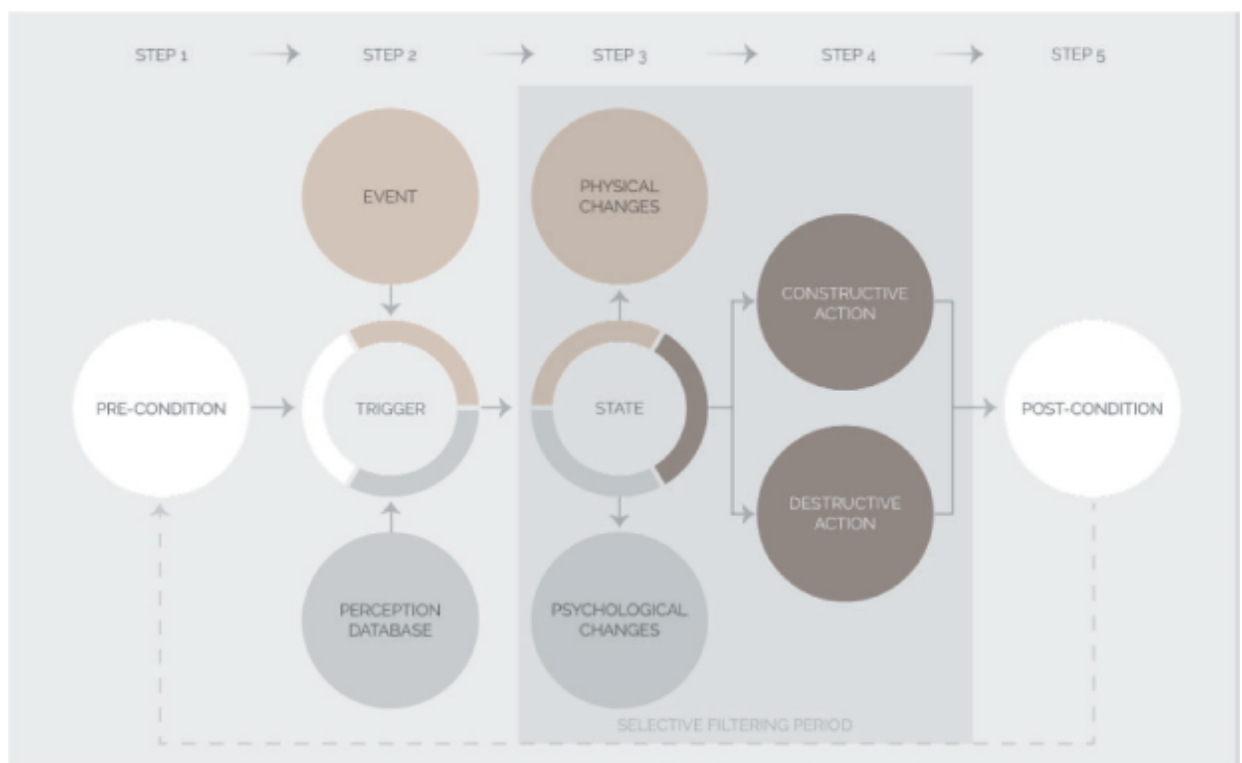 STEP 1
STEP 2
STEP 3
STEP 4
STEP 5
EVENT
PHYSICAL
CHANGES
CONSTRUCTIVE
ACTION
PRE-CONDITION
TRIGGER
STATE
POST-CONDITION
DESTRUCTIVE
ACTION
PERCEPTION
DATABASE
PSYCHOLOGICAL
CHANGES
SELECTIVE FILTERING PERIOD